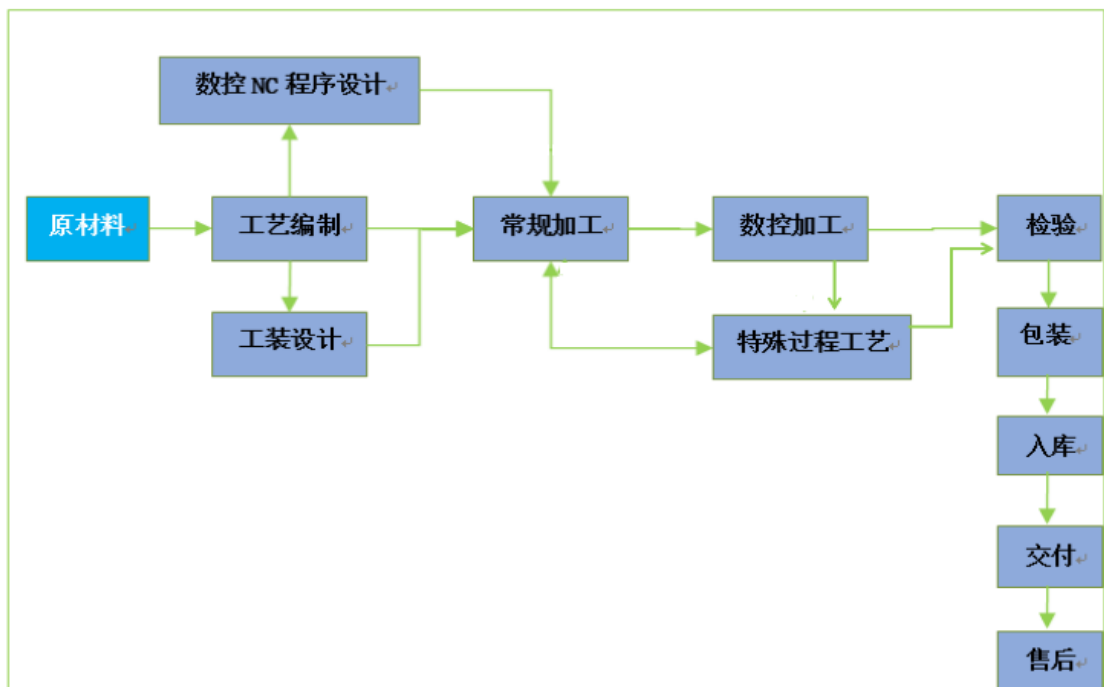 数控 NC 程序设计
原材料
工艺编制
常规加工
数控加工
检验
工装设计
特殊过程工艺
包装
入库
交付
售后